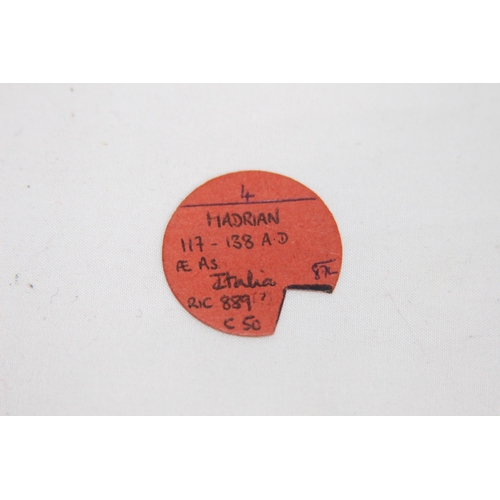 4
HADRIAN
117 - 138 A.D
Æ As
Italia
RIC 889(?)
C 50